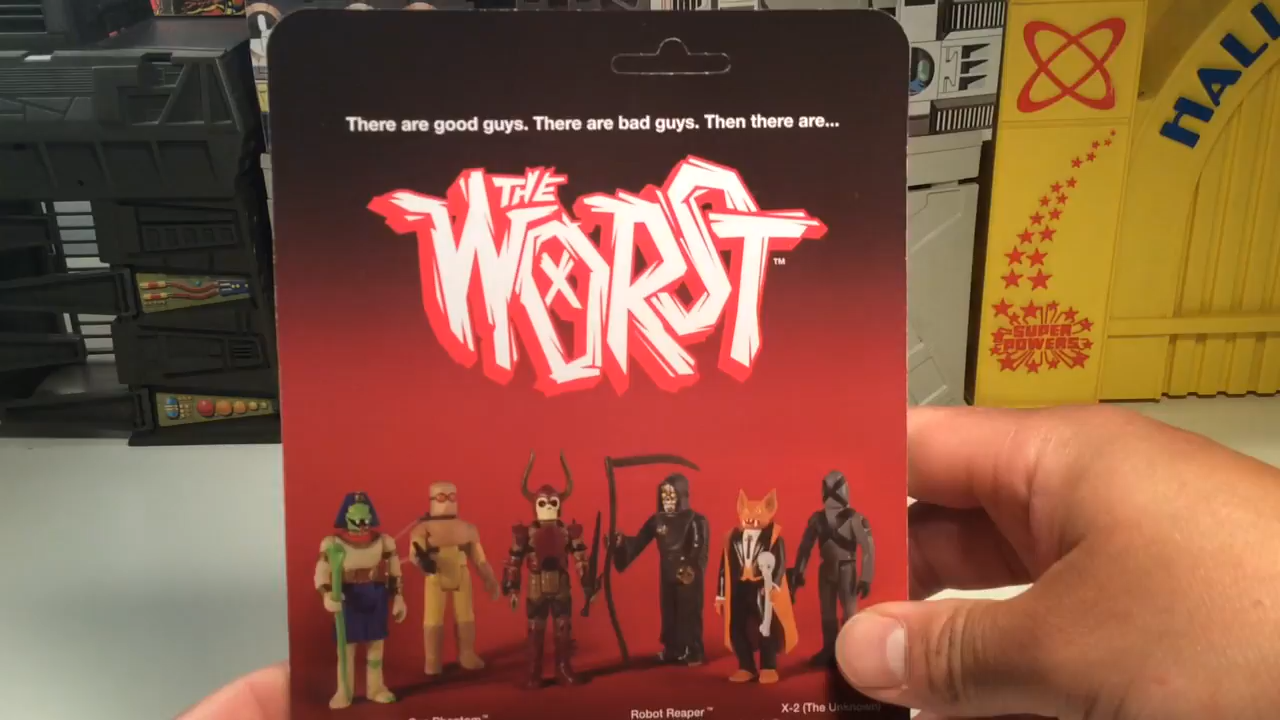 There are good guys. There are bad guys. Then there are...
THE
WORST™
HALL
SUPER
POWERS
Robot Reaper™
X-2 (The Unknown)